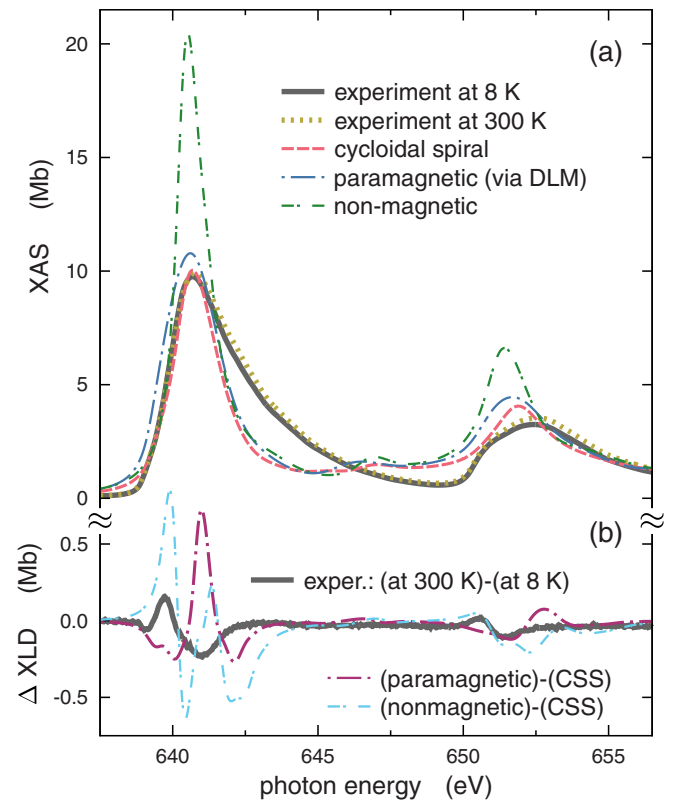 (a)
20
15
10
5
0
XAS (Mb)
experiment at 8 K
experiment at 300 K
cycloidal spiral
paramagnetic (via DLM)
non-magnetic
(b)
0.5
0.0
-0.5
Δ XLD (Mb)
exper.: (at 300 K)-(at 8 K)
(paramagnetic)-(CSS)
(nonmagnetic)-(CSS)
640 645 650 655
photon energy (eV)